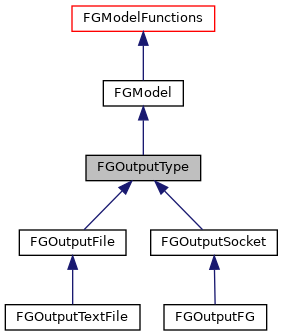 FGModelFunctions
FGModel
FGOutputType
FGOutputFile
FGOutputSocket
FGOutputTextFile
FGOutputFG